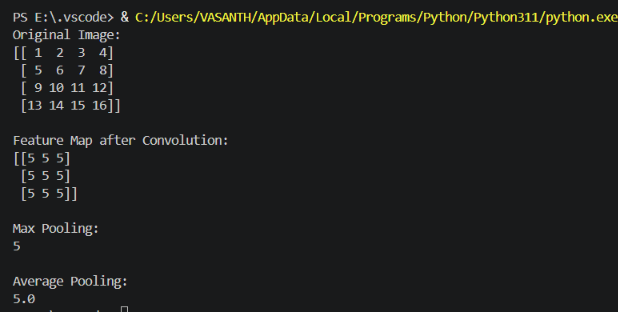 PS E:\.vscode> & C:/Users/VASANTH/AppData/Local/Programs/Python/Python311/python.exe
Original Image:
[[ 1  2  3  4]
 [ 5  6  7  8]
 [ 9 10 11 12]
 [13 14 15 16]]
Feature Map after Convolution:
[[5 5 5]
 [5 5 5]
 [5 5 5]]
Max Pooling:
5
Average Pooling:
5.0